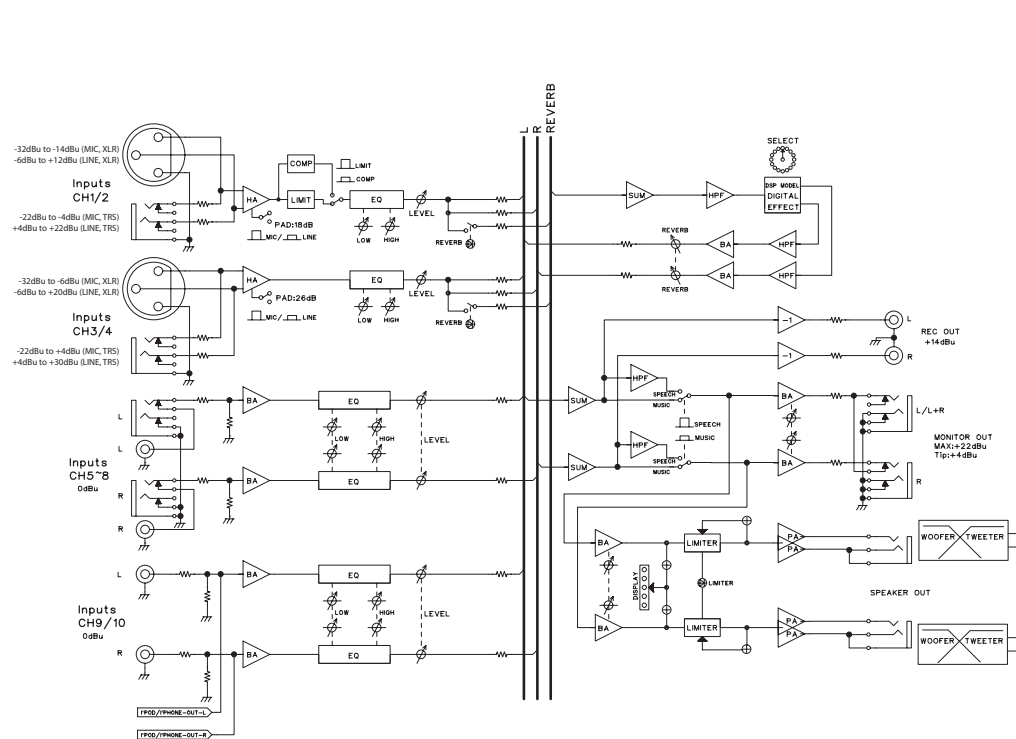 L
R
REVERB
-32dBu to -14dBu (MIC, XLR)
-6dBu to +12dBu (LINE, XLR)
Inputs
CH1/2
-22dBu to -4dBu (MIC, TRS)
+4dBu to +22dBu (LINE, TRS)
HA
COMP
LIMIT
LIMIT
COMP
PAD:18dB
MIC/ LINE
EQ
LOW HIGH
LEVEL
REVERB
-32dBu to -6dBu (MIC, XLR)
-6dBu to +20dBu (LINE, XLR)
Inputs
CH3/4
-22dBu to +4dBu (MIC, TRS)
+4dBu to +30dBu (LINE, TRS)
HA
PAD:26dB
MIC/ LINE
EQ
LOW HIGH
LEVEL
REVERB
L
L
Inputs
CH5~8
0dBu
R
R
BA
BA
EQ
LOW HIGH
EQ
LEVEL
L
Inputs
CH9/10
0dBu
R
BA
BA
EQ
LOW HIGH
EQ
LEVEL
I'POD/I'PHONE-OUT-L
I'POD/I'PHONE-OUT-R
SELECT
SUM
HPF
DSP MODEL
DIGITAL
EFFECT
REVERB
BA
HPF
BA
HPF
REVERB
-1
L
REC OUT
+14dBu
-1
R
SUM
HPF
SPEECH
MUSIC
SPEECH
MUSIC
SUM
HPF
SPEECH
MUSIC
BA
L/L+R
MONITOR OUT
MAX:+22dBu
Tip:+4dBu
BA
R
BA
LIMITER
PA
PA
WOOFER TWEETER
DISPLAY
LIMITER
SPEAKER OUT
BA
LIMITER
PA
PA
WOOFER TWEETER